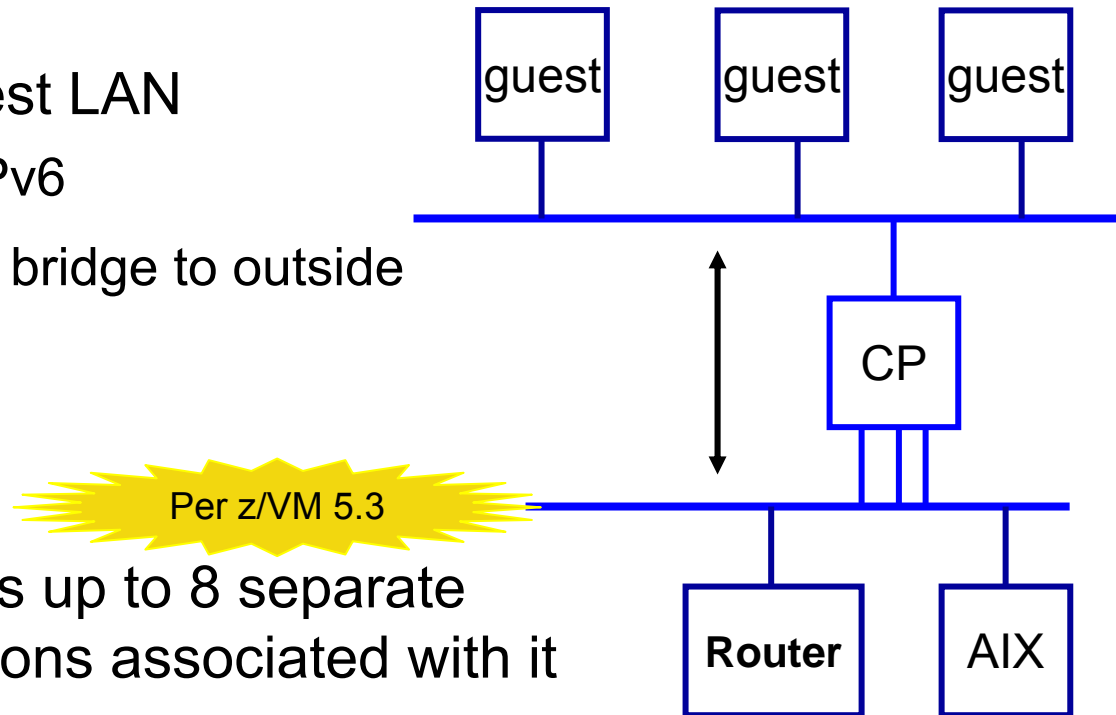 guest guest guest
est LAN
Pv6
bridge to outside
CP
Per z/VM 5.3
s up to 8 separate
ons associated with it
Router AIX